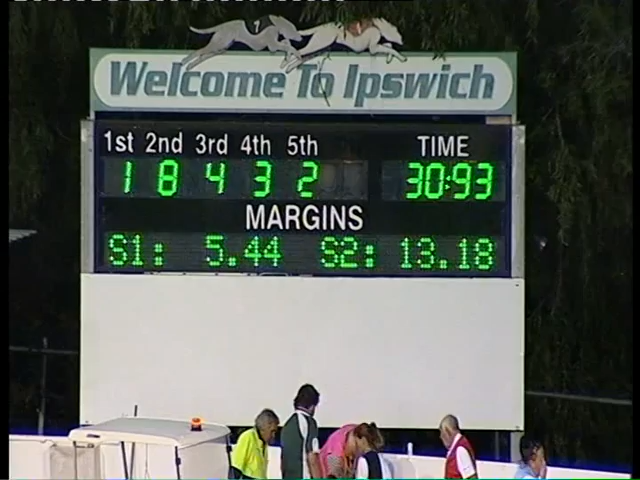 Welcome To Ipswich
1st 2nd 3rd 4th 5th TIME
1 8 4 3 2 30:93
MARGINS
S1: 5.44 S2: 13.18